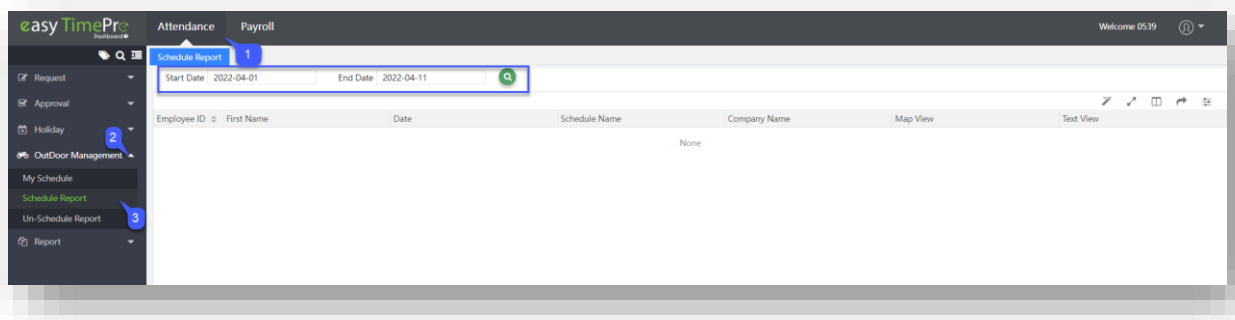 easy TimePro
Dashboard
Attendance Payroll
Welcome 0539
Schedule Report
1
Start Date 2022-04-01 End Date 2022-04-11
Request
Approval
Holiday
2
OutDoor Management
My Schedule
Schedule Report
3
Un-Schedule Report
Report
Employee ID First Name Date Schedule Name Company Name Map View Text View
None